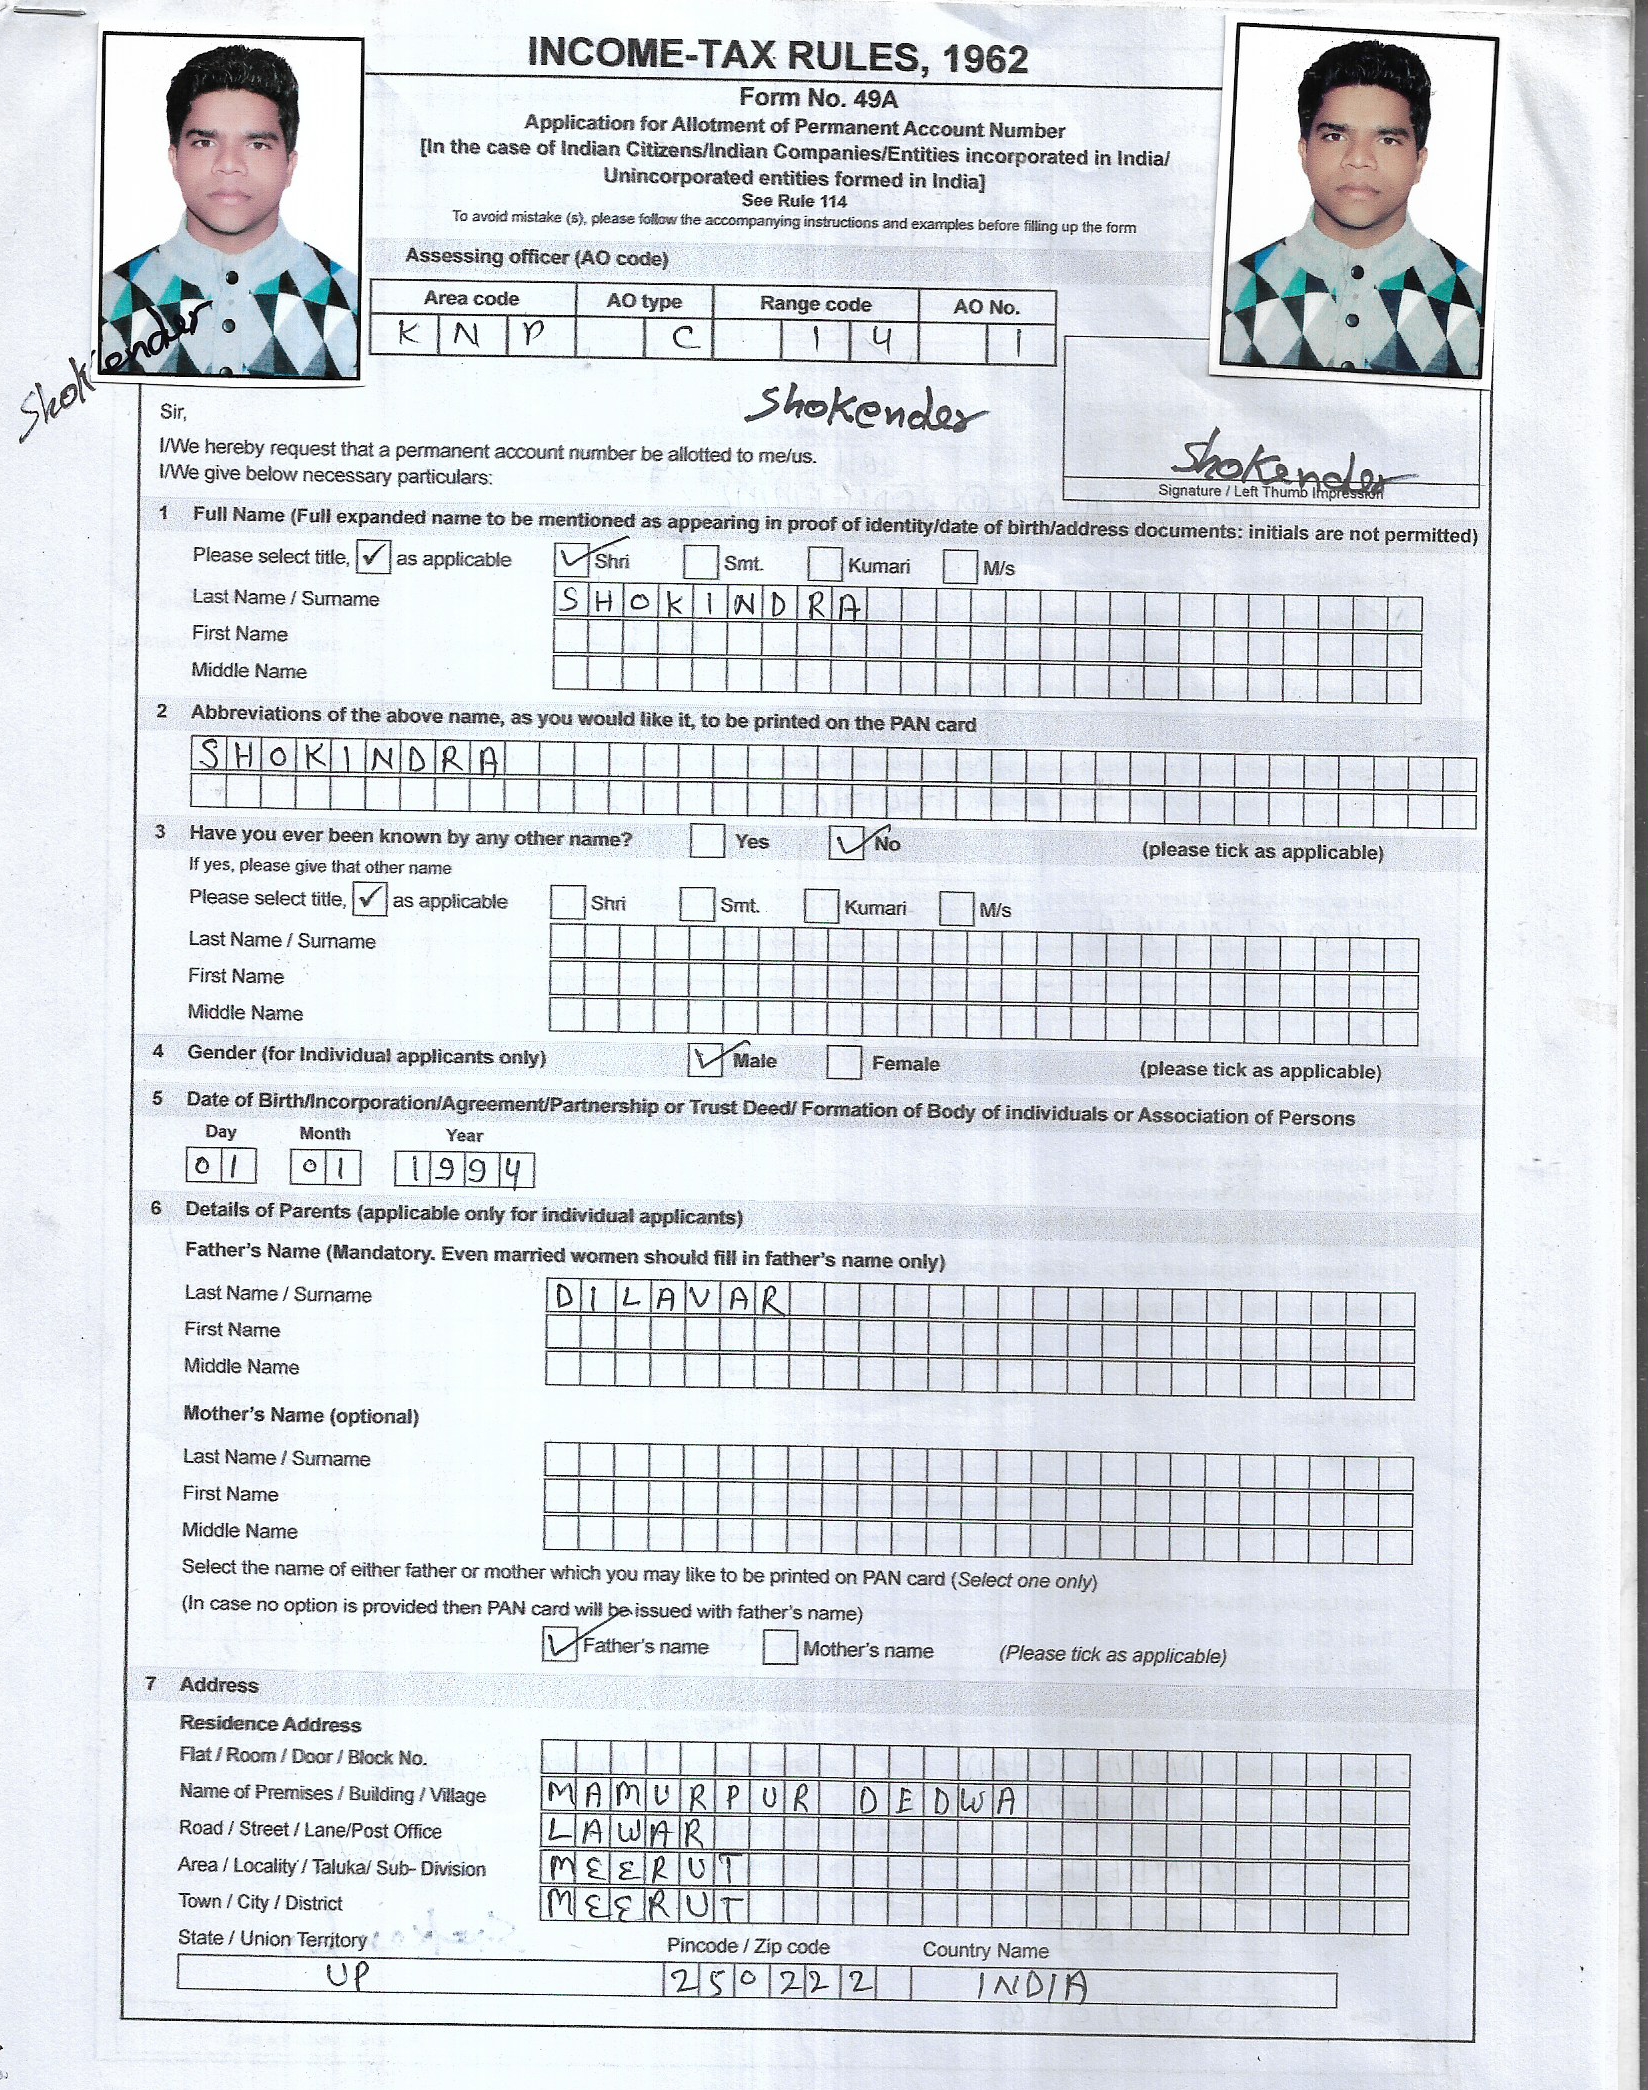 INCOME-TAX RULES, 1962
Form No. 49A
Application for Allotment of Permanent Account Number
[In the case of Indian Citizens/Indian Companies/Entities incorporated in India/
Unincorporated entities formed in India]
See Rule 114
To avoid mistake (s), please follow the accompanying instructions and examples before filling up the form
Assessing officer (AO code)
Area code AO type Range code AO No.
KNP C 14 1
Shokender
Shokender
Shokender
Signature / Left Thumb Impression
Sir,
I/We hereby request that a permanent account number be allotted to me/us.
I/We give below necessary particulars:
1 Full Name (Full expanded name to be mentioned as appearing in proof of identity/date of birth/address documents: initials are not permitted)
Please select title, ✓ as applicable ✓ Shri Smt. Kumari M/s
Last Name / Surname SHOKINDRA
First Name
Middle Name
2 Abbreviations of the above name, as you would like it, to be printed on the PAN card
SHOKINDRA
3 Have you ever been known by any other name? Yes ✓ No (please tick as applicable)
If yes, please give that other name
Please select title, ✓ as applicable Shri Smt. Kumari M/s
Last Name / Surname
First Name
Middle Name
4 Gender (for Individual applicants only) ✓ Male Female (please tick as applicable)
5 Date of Birth/Incorporation/Agreement/Partnership or Trust Deed/ Formation of Body of individuals or Association of Persons
Day Month Year
01 01 1994
6 Details of Parents (applicable only for individual applicants)
Father's Name (Mandatory. Even married women should fill in father's name only)
Last Name / Surname DILAVAR
First Name
Middle Name
Mother's Name (optional)
Last Name / Surname
First Name
Middle Name
Select the name of either father or mother which you may like to be printed on PAN card (Select one only)
(In case no option is provided then PAN card will be issued with father's name)
✓ Father's name Mother's name (Please tick as applicable)
7 Address
Residence Address
Flat / Room / Door / Block No.
Name of Premises / Building / Village MAMURPUR DEDWA
Road / Street / Lane/Post Office LAWAR
Area / Locality / Taluka/ Sub- Division MEERUT
Town / City / District MEERUT
State / Union Territory Pincode / Zip code Country Name
UP 250222 INDIA